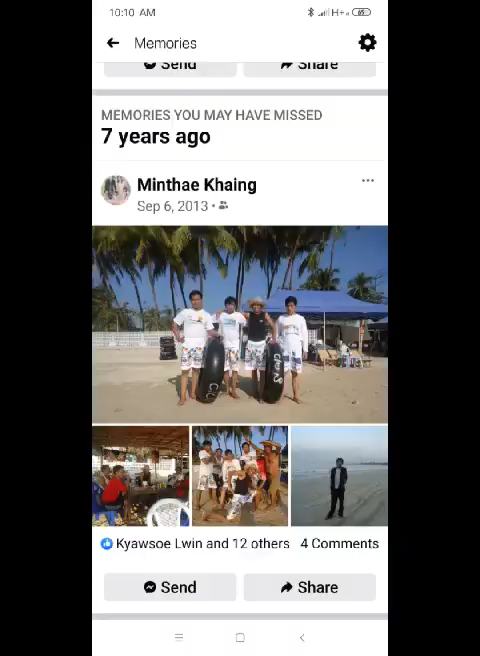 10:10 AM
H+
65
Memories
Send
Share
MEMORIES YOU MAY HAVE MISSED
7 years ago
Minthae Khaing
Sep 6, 2013 •
Kyawsoe Lwin and 12 others
4 Comments
Send
Share